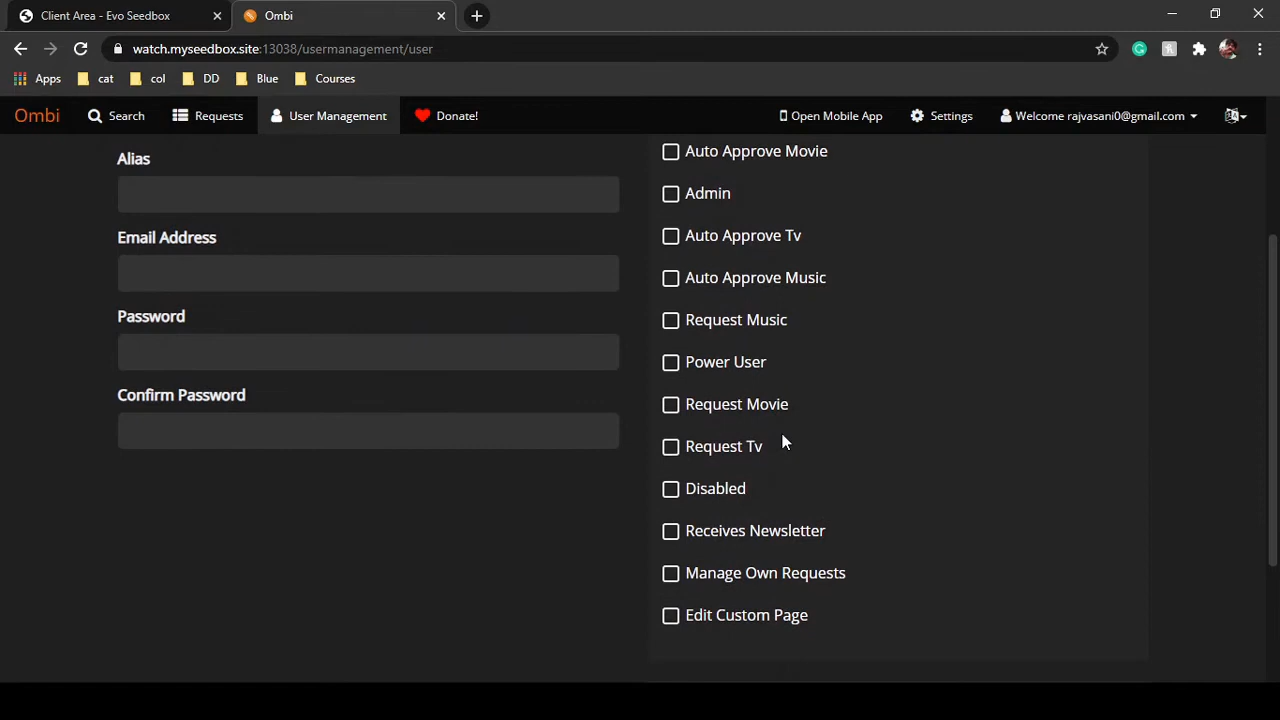 Client Area - Evo Seedbox
Ombi
watch.myseedbox.site:13038/usermanagement/user
Apps cat col DD Blue Courses
Ombi Search Requests User Management Donate! Open Mobile App Settings Welcome rajvasani0@gmail.com
Alias
Email Address
Password
Confirm Password
Auto Approve Movie
Admin
Auto Approve Tv
Auto Approve Music
Request Music
Power User
Request Movie
Request Tv
Disabled
Receives Newsletter
Manage Own Requests
Edit Custom Page